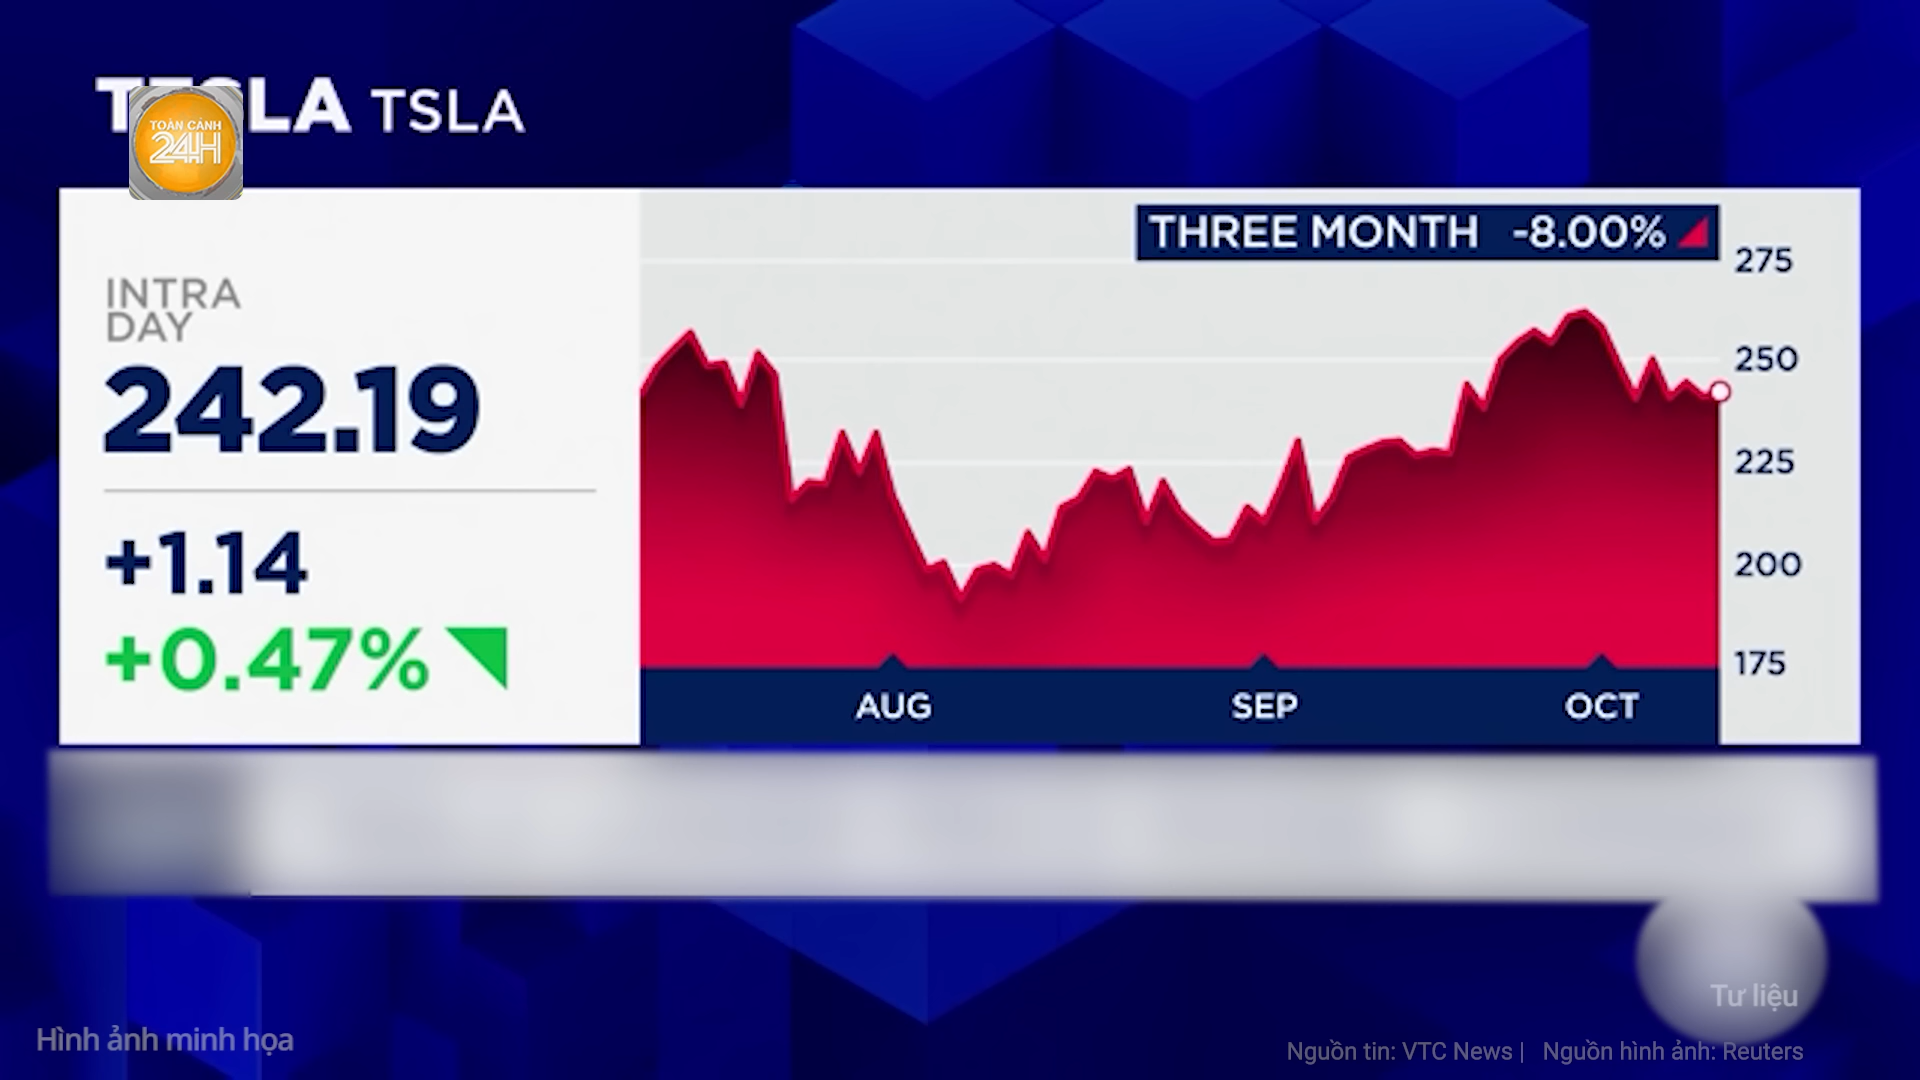 TESLA TSLA
TOÀN CẢNH
24H
THREE MONTH -8.00%
INTRA
DAY
242.19
+1.14
+0.47%
275
250
225
200
175
AUG SEP OCT
Tư liệu
Hình ảnh minh họa
Nguồn tin: VTC News | Nguồn hình ảnh: Reuters